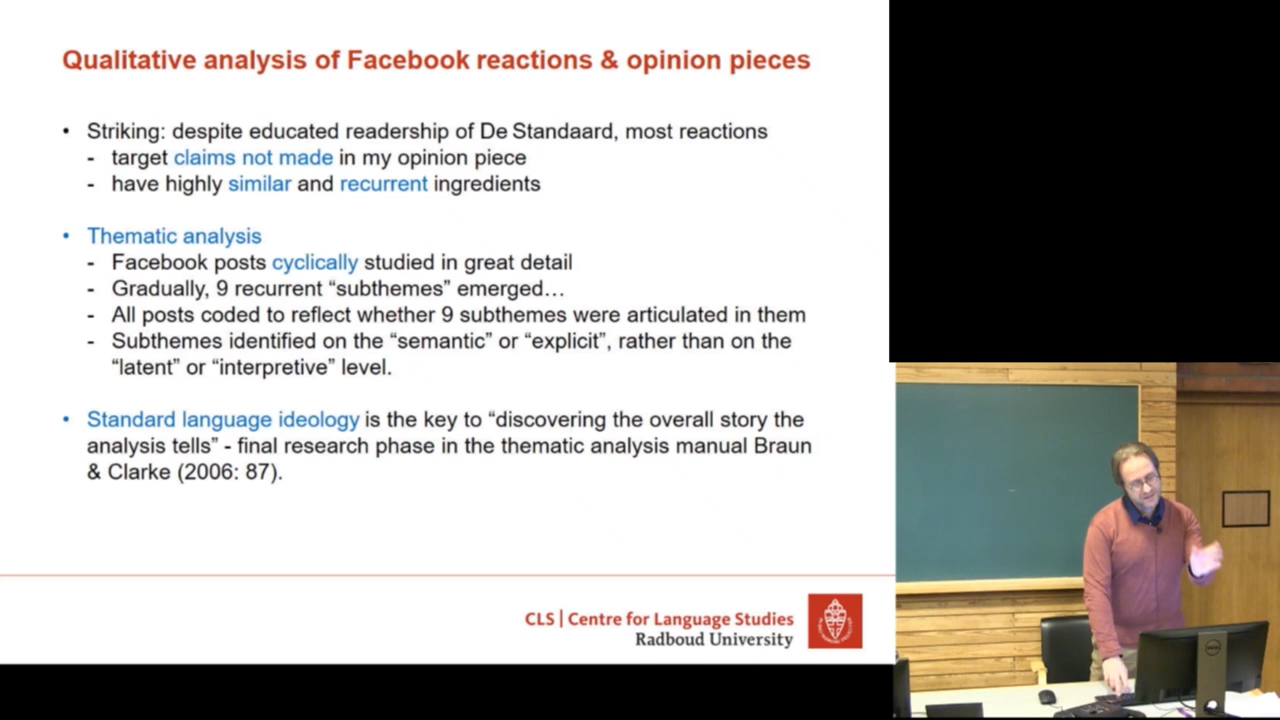 Qualitative analysis of Facebook reactions & opinion pieces
• Striking: despite educated readership of De Standaard, most reactions
- target claims not made in my opinion piece
- have highly similar and recurrent ingredients
• Thematic analysis
- Facebook posts cyclically studied in great detail
- Gradually, 9 recurrent “subthemes” emerged…
- All posts coded to reflect whether 9 subthemes were articulated in them
- Subthemes identified on the “semantic” or “explicit”, rather than on the
“latent” or “interpretive” level.
• Standard language ideology is the key to “discovering the overall story the
analysis tells” - final research phase in the thematic analysis manual Braun
& Clarke (2006: 87).
CLS | Centre for Language Studies
Radboud University
DELL